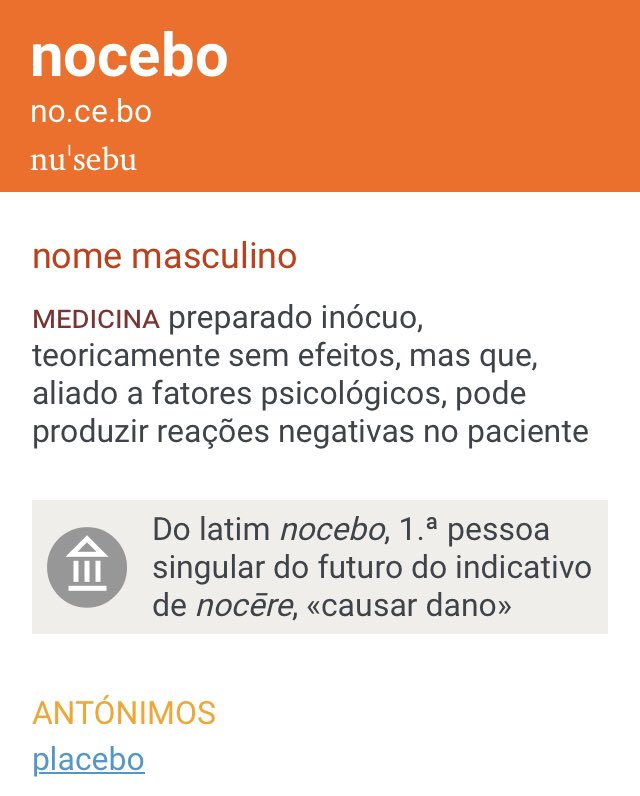 nocebo
no.ce.bo
nuˈsebu
nome masculino
MEDICINA preparado inócuo,
teoricamente sem efeitos, mas que,
aliado a fatores psicológicos, pode
produzir reações negativas no paciente
Do latim nocebo, 1.ª pessoa
singular do futuro do indicativo
de nocēre, «causar dano»
ANTÓNIMOS
placebo